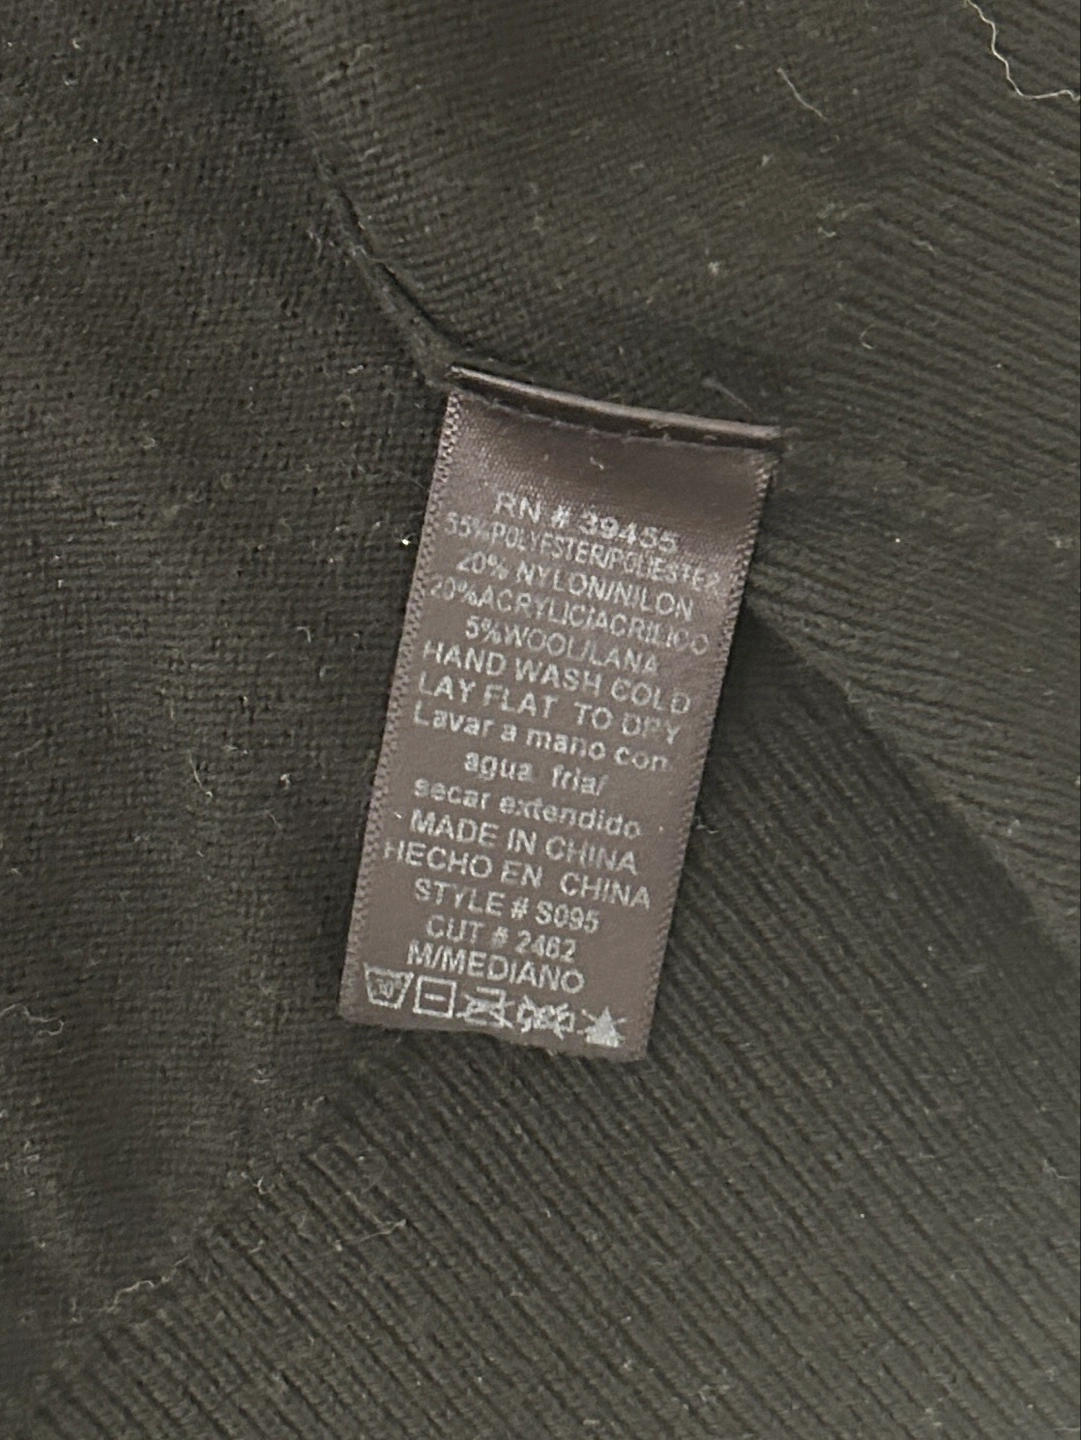 RN # 39455
55%POLYESTER/POLIESTER
20% NYLON/NILON
20%ACRYLIC/ACRILICO
5%WOOL/LANA
HAND WASH COLD
LAY FLAT TO DRY
Lavar a mano con
agua fria/
secar extendido
MADE IN CHINA
HECHO EN CHINA
STYLE # S095
CUT # 2462
M/MEDIANO
30°